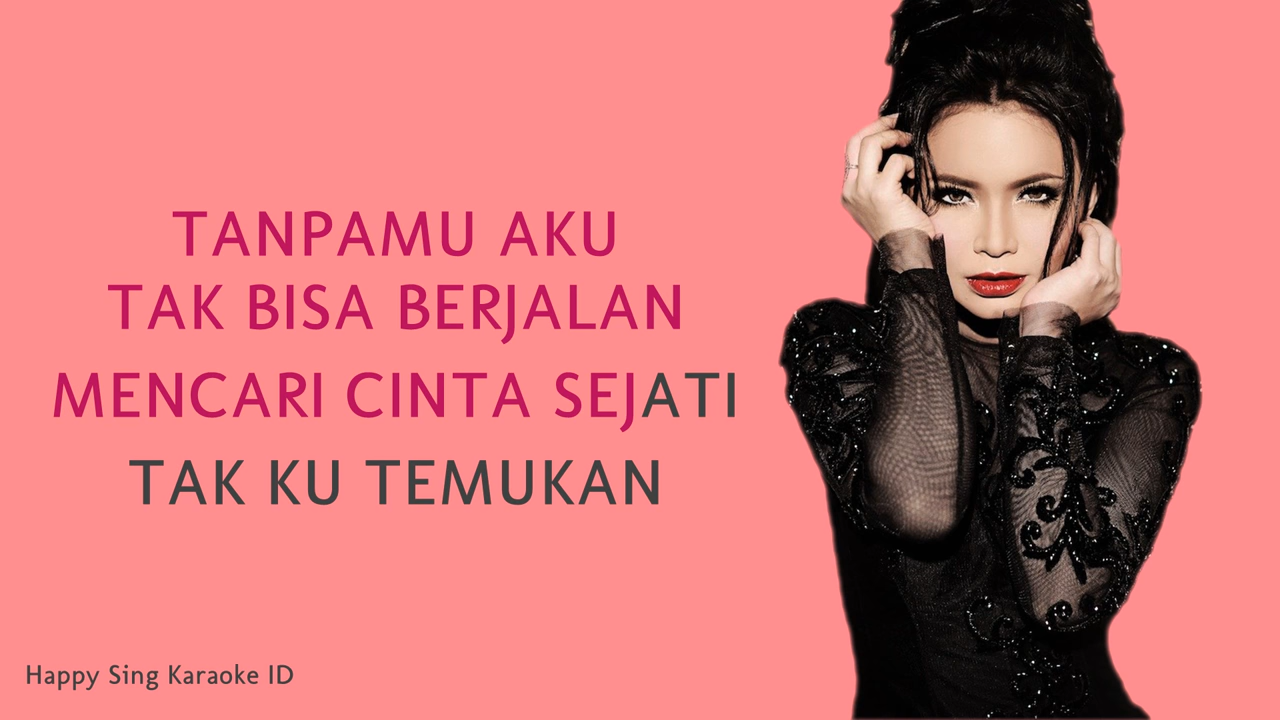 TANPAMU AKU
TAK BISA BERJALAN
MENCARI CINTA SEJATI
TAK KU TEMUKAN
Happy Sing Karaoke ID